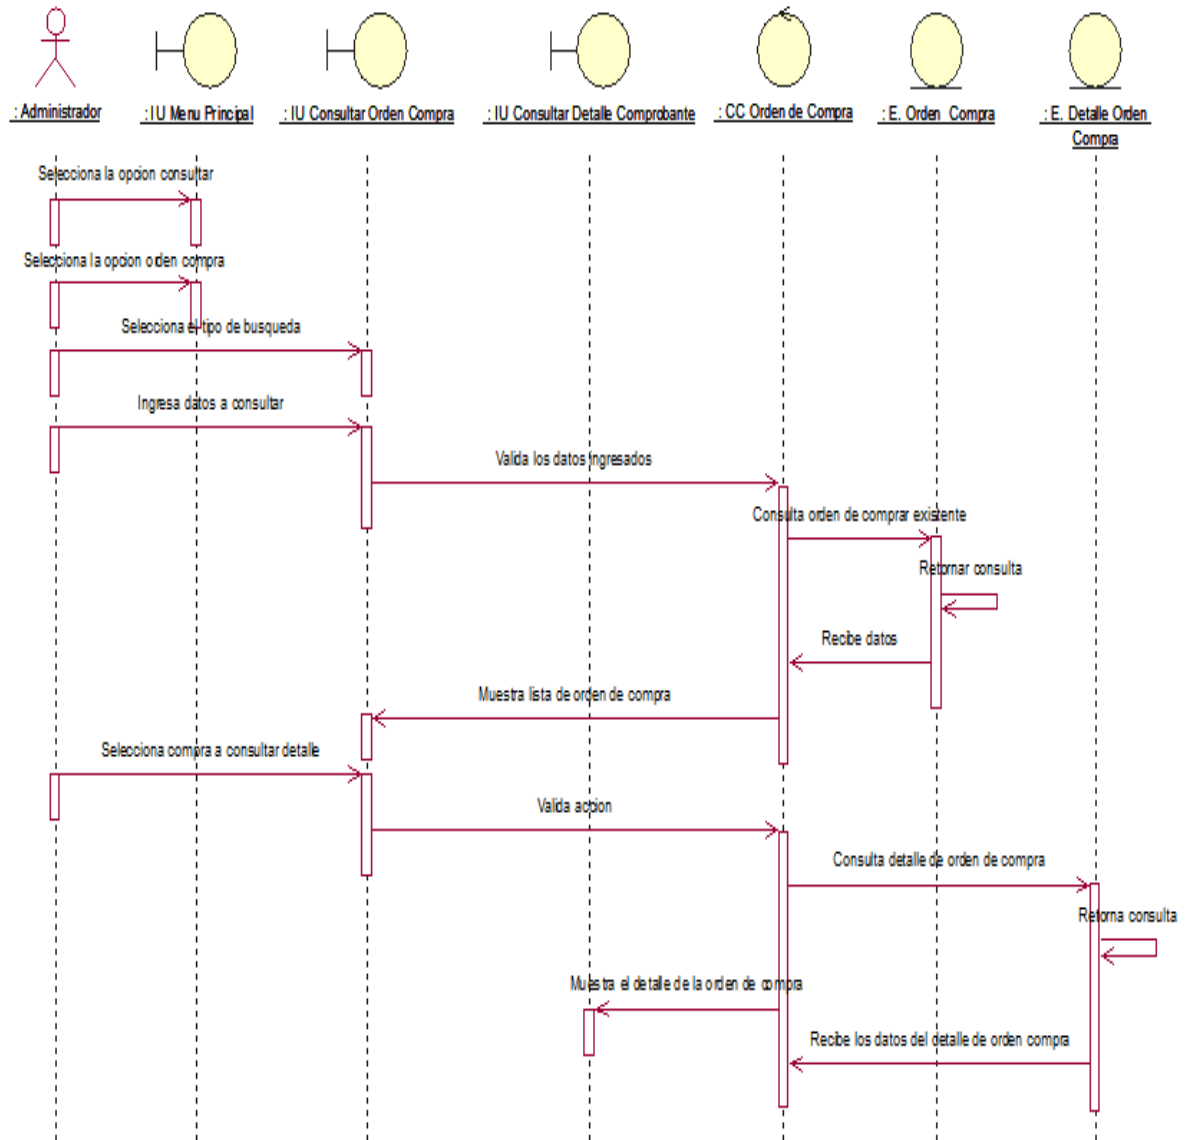 : Administrador
: IU Menu Principal
: IU Consultar Orden Compra
: IU Consultar Detalle Comprobante
: CC Orden de Compra
: E. Orden Compra
: E. Detalle Orden
Compra
Selecciona la opcion consultar
Selecciona la opcion orden compra
Selecciona el tipo de busqueda
Ingresa datos a consultar
Valida los datos ingresados
Consulta orden de comprar existente
Retornar consulta
Recibe datos
Muestra lista de orden de compra
Selecciona compra a consultar detalle
Valida accion
Consulta detalle de orden de compra
Retorna consulta
Muestra el detalle de la orden de compra
Recibe los datos del detalle de orden compra